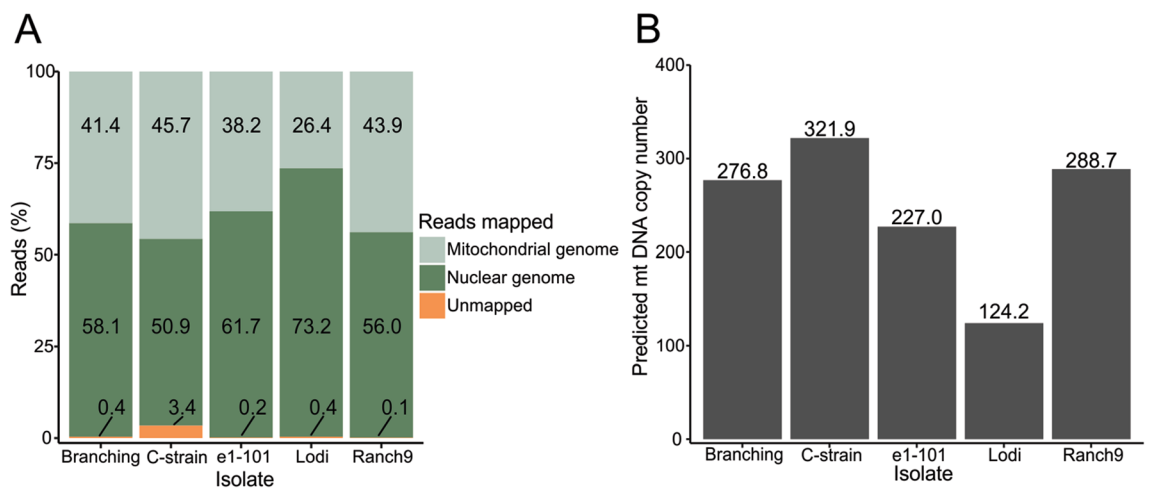 A
100
75
50
25
0
Reads (%)
41.4 45.7 38.2 26.4 43.9
58.1 50.9 61.7 73.2 56.0
0.4 3.4 0.2 0.4 0.1
Branching C-strain e1-101 Lodi Ranch9
Isolate
Reads mapped
Mitochondrial genome
Nuclear genome
Unmapped
B
400
300
200
100
0
Predicted mt DNA copy number
276.8 321.9 227.0 124.2 288.7
Branching C-strain e1-101 Lodi Ranch9
Isolate